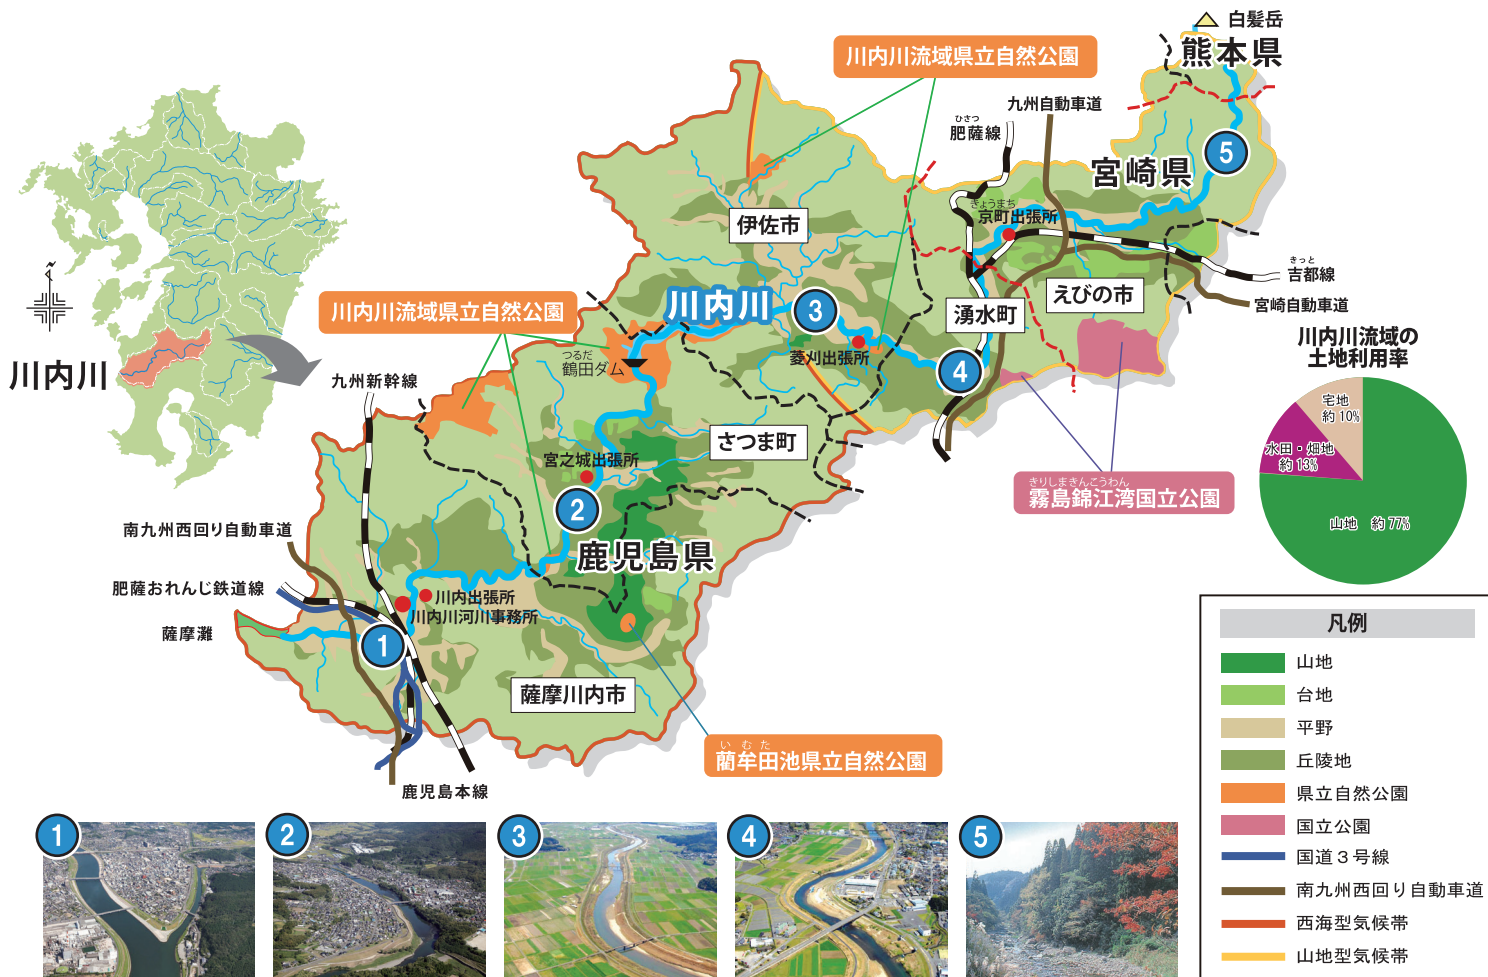 白髪岳
熊本県
川内川流域県立自然公園
九州自動車道
ひさつ
肥薩線
5
宮崎県
きょうまち
京町出張所
伊佐市
きっと
吉都線
宮崎自動車道
えびの市
湧水町
川内川
3
川内川流域県立自然公園
つるだ
鶴田ダム
菱刈出張所
4
川内川
九州新幹線
さつま町
宮之城出張所
2
きりしまきんこうわん
霧島錦江湾国立公園
川内川流域の
土地利用率
宅地
約10%
水田・畑地
約13%
山地 約77%
南九州西回り自動車道
鹿児島県
肥薩おれんじ鉄道線
川内出張所
川内川河川事務所
薩摩灘
1
薩摩川内市
いむた
藺牟田池県立自然公園
鹿児島本線
凡例
山地
台地
平野
丘陵地
県立自然公園
国立公園
国道3号線
南九州西回り自動車道
西海型気候帯
山地型気候帯
1
2
3
4
5